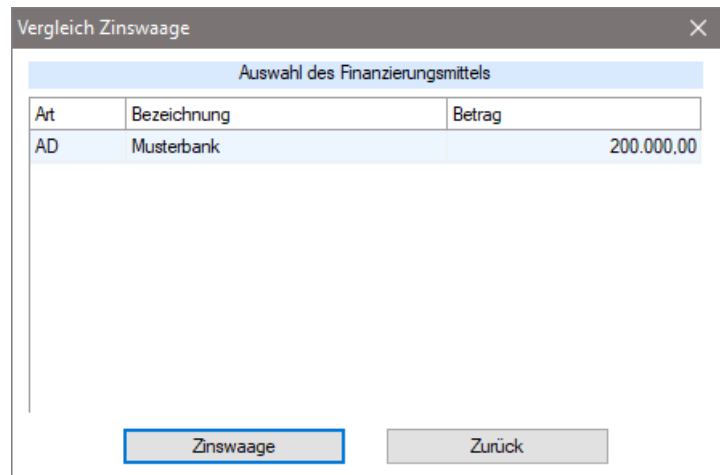 Vergleich Zinswaage
Auswahl des Finanzierungsmittels
Art Bezeichnung Betrag
AD Musterbank 200.000,00
Zinswaage Zurück